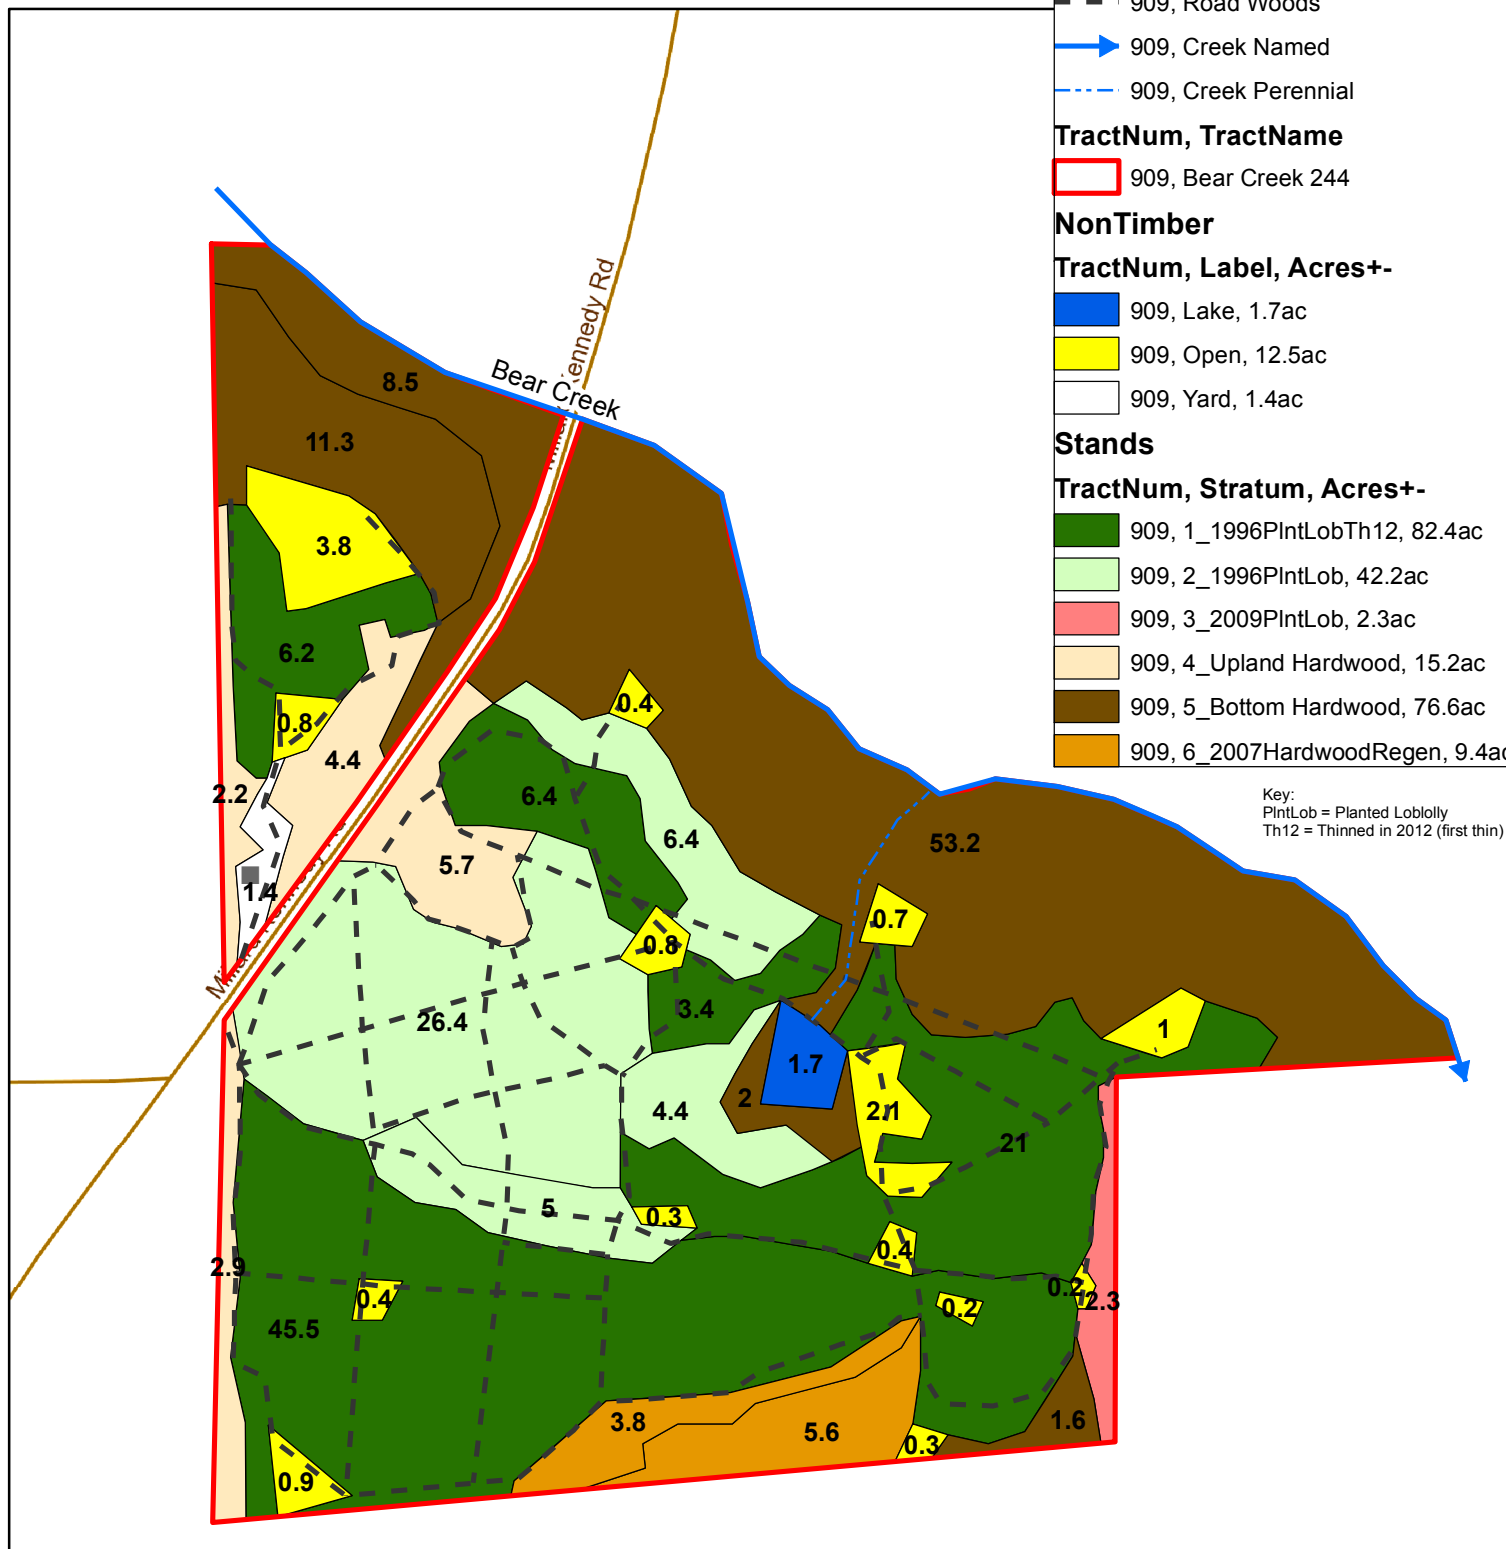 909, Road Woods
909, Creek Named
909, Creek Perennial
TractNum, TractName
909, Bear Creek 244
NonTimber
TractNum, Label, Acres+-
909, Lake, 1.7ac
909, Open, 12.5ac
909, Yard, 1.4ac
Stands
TractNum, Stratum, Acres+-
909, 1_1996PlntLobTh12, 82.4ac
909, 2_1996PlntLob, 42.2ac
909, 3_2009PlntLob, 2.3ac
909, 4_Upland Hardwood, 15.2ac
909, 5_Bottom Hardwood, 76.6ac
909, 6_2007HardwoodRegen, 9.4ac
Key:
PlntLob = Planted Loblolly
Th12 = Thinned in 2012 (first thin)
Kennedy Rd
Bear Creek
8.5
11.3
3.8
6.2
0.4
0.8
4.4
2.2
6.4
6.4
53.2
5.7
1.4
0.7
0.8
3.4
26.4
1
1.7
2
4.4
2.1
21
5
0.3
0.4
2.9
0.4
0.2
0.2
2.3
45.5
3.8
5.6
1.6
0.3
0.9